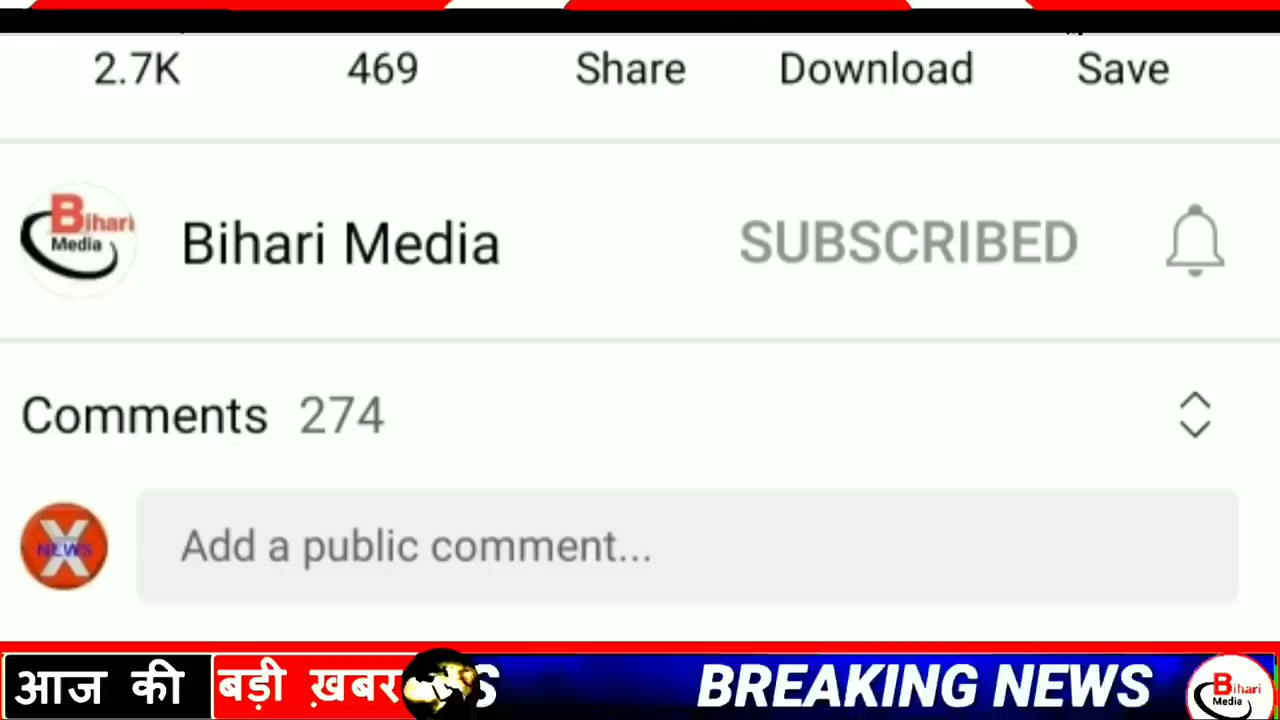 2.7K 469 Share Download Save
Bihari Media
Bihari Media SUBSCRIBED
Comments 274
X NEWS
Add a public comment...
आज की बड़ी ख़बर S BREAKING NEWS
Bihari Media